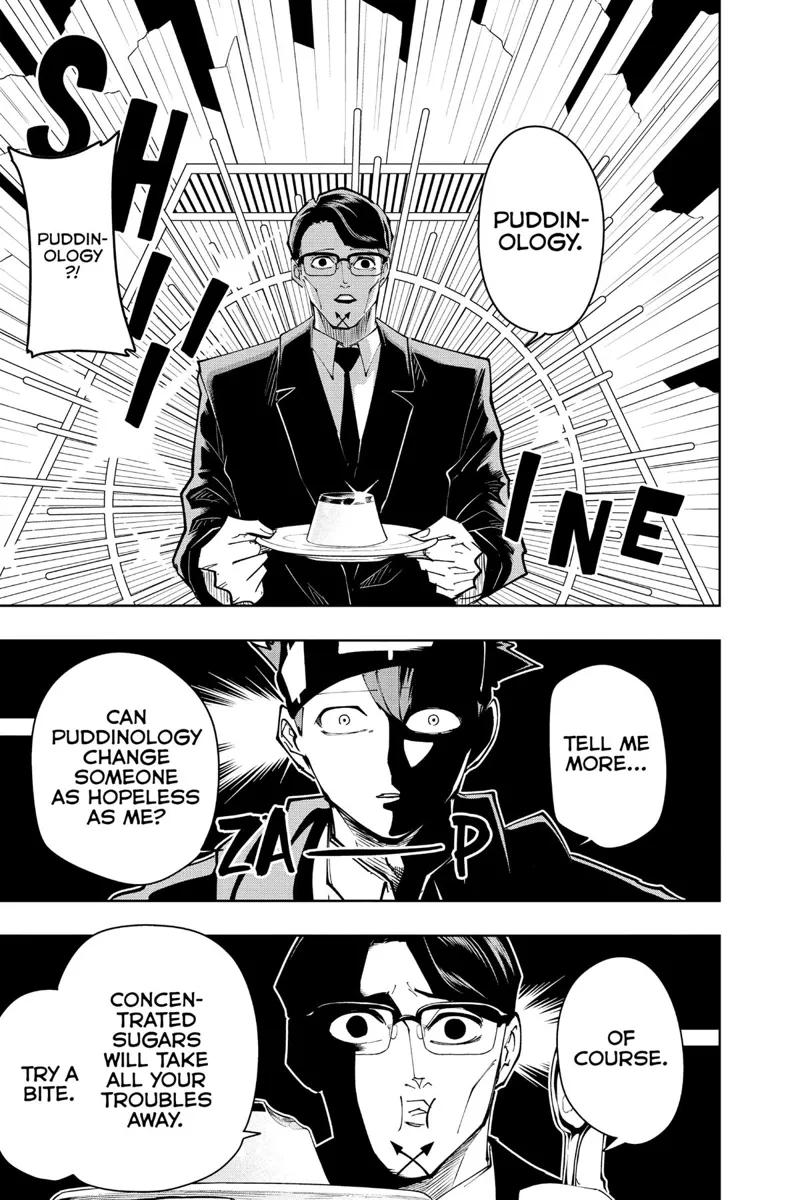 PUDDIN-
OLOGY.
SHIIINE
PUDDIN-
OLOGY
?!
TELL ME
MORE...
CAN
PUDDINOLOGY
CHANGE
SOMEONE
AS HOPELESS
AS ME?
ZAP
OF
COURSE.
CONCEN-
TRATED
SUGARS
WILL TAKE
ALL YOUR
TROUBLES
AWAY.
TRY A
BITE.